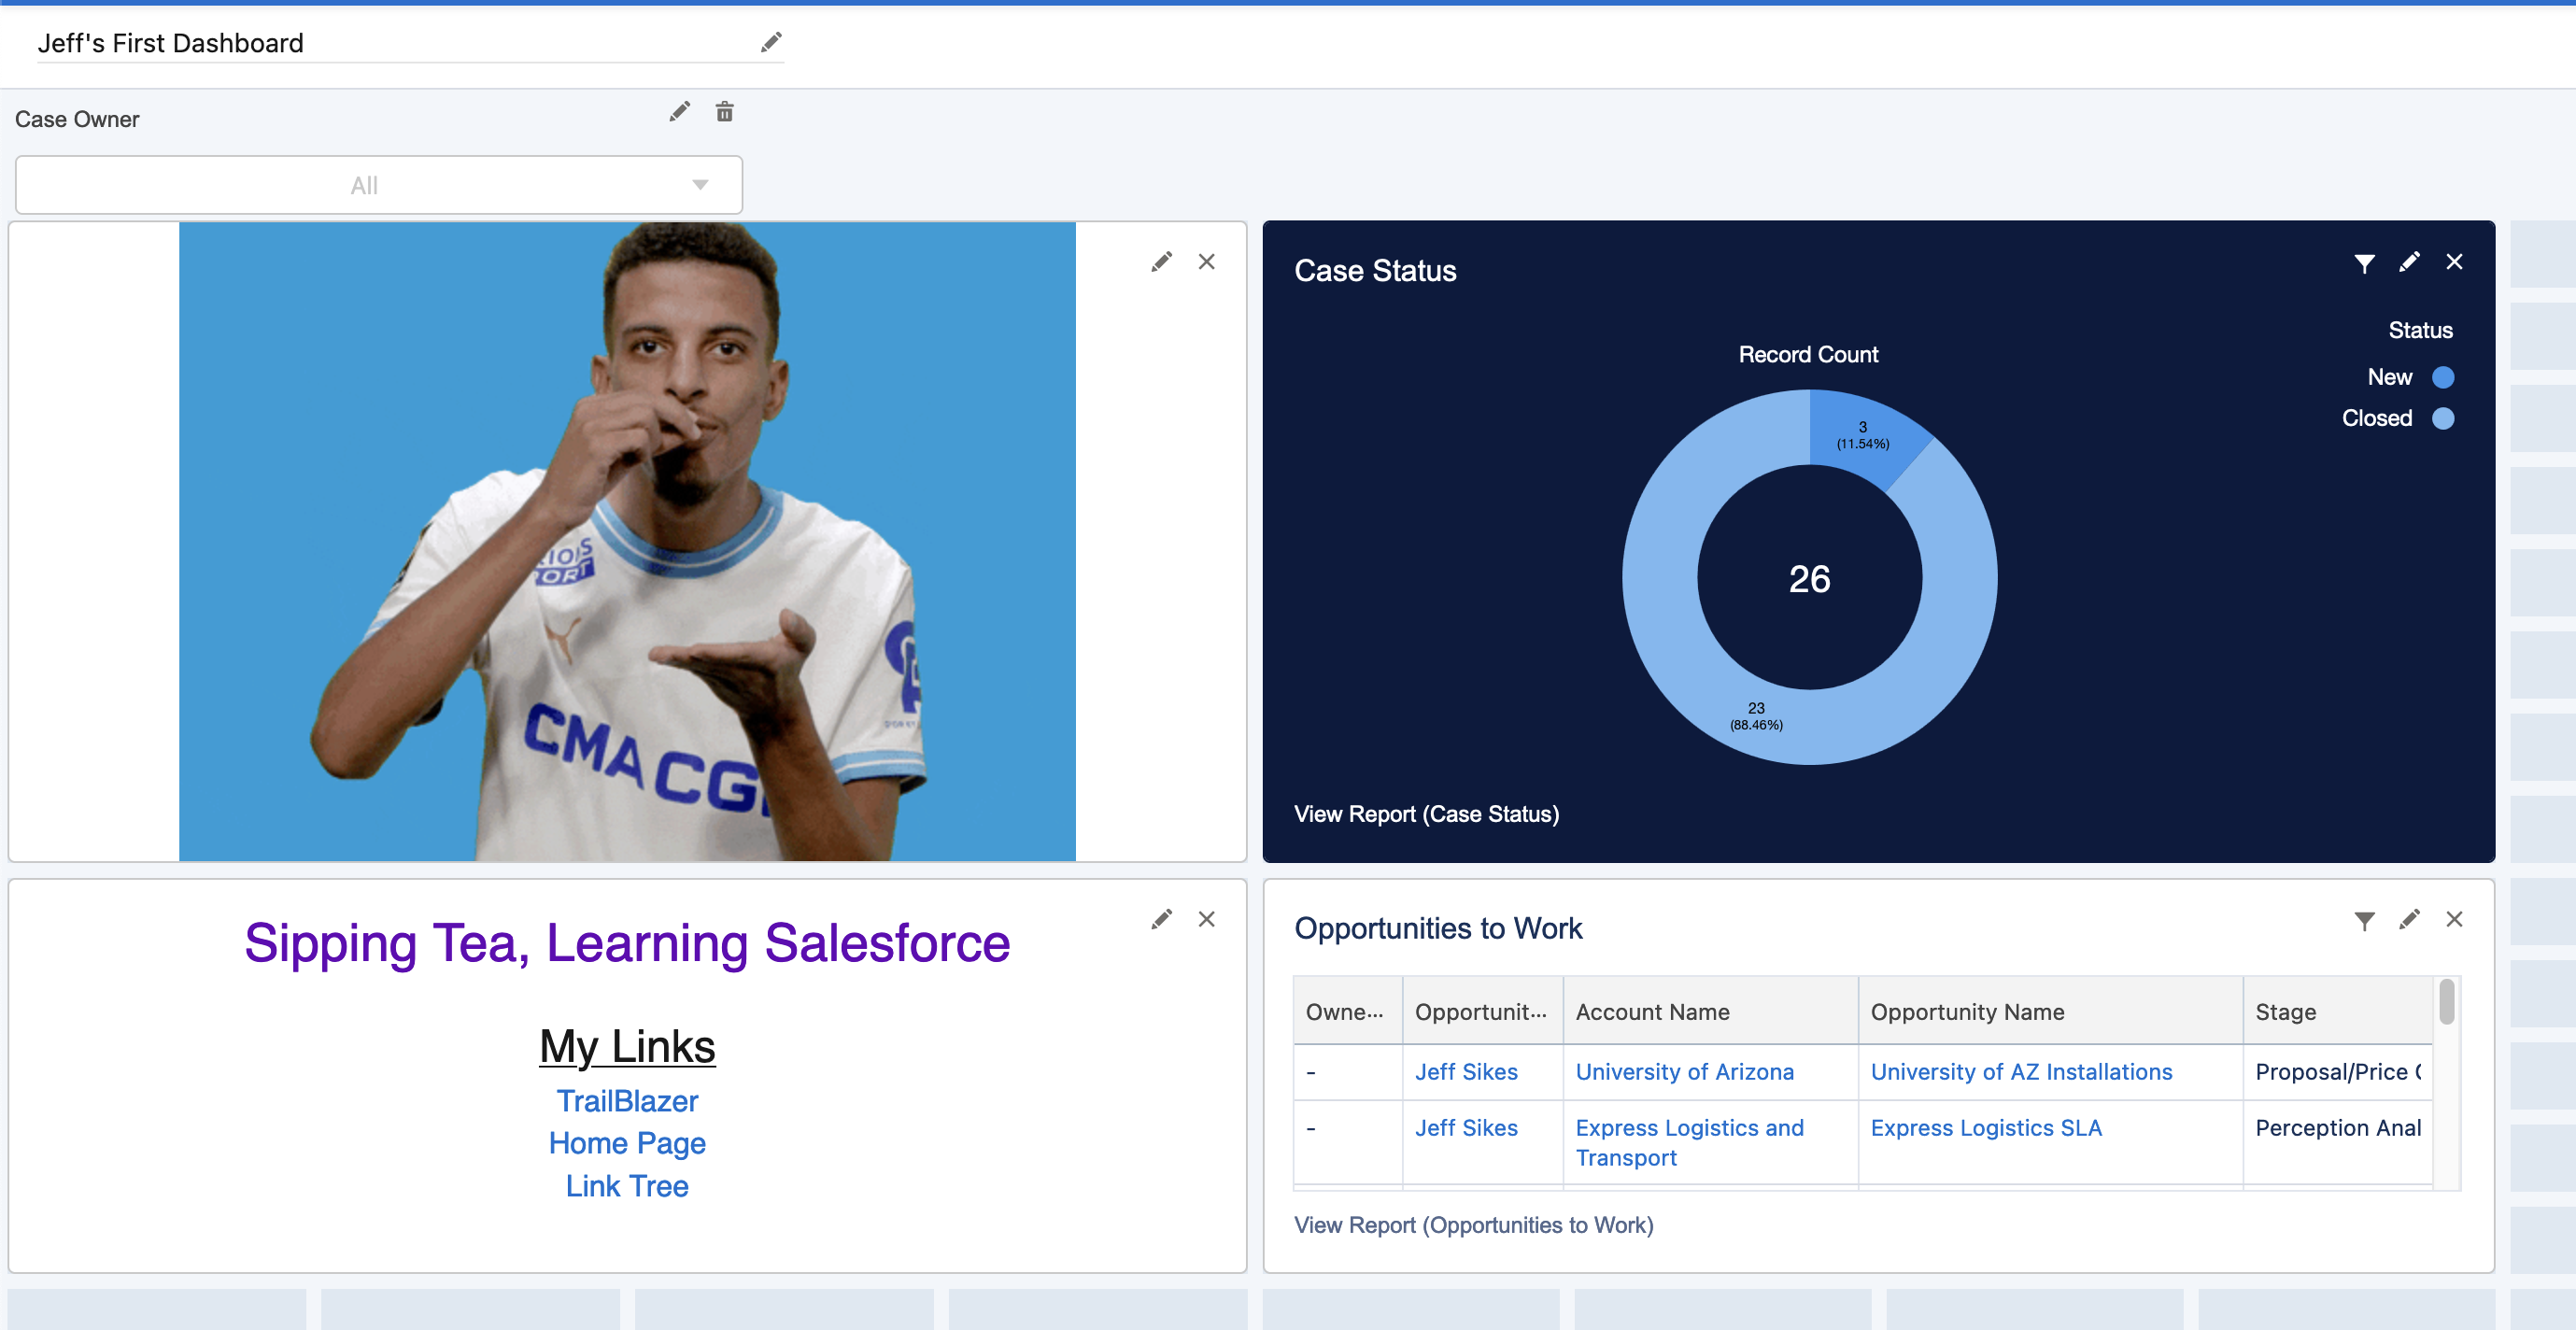 Jeff's First Dashboard
Case Owner
All
CMA CG
Case Status
Status
New
Closed
Record Count
3
(11.54%)
26
23
(88.46%)
View Report (Case Status)
Sipping Tea, Learning Salesforce
My Links
TrailBlazer
Home Page
Link Tree
Opportunities to Work
Owne... Opportunit... Account Name Opportunity Name Stage
- Jeff Sikes University of Arizona University of AZ Installations Proposal/Price
- Jeff Sikes Express Logistics and Express Logistics SLA Perception Anal
Transport
View Report (Opportunities to Work)